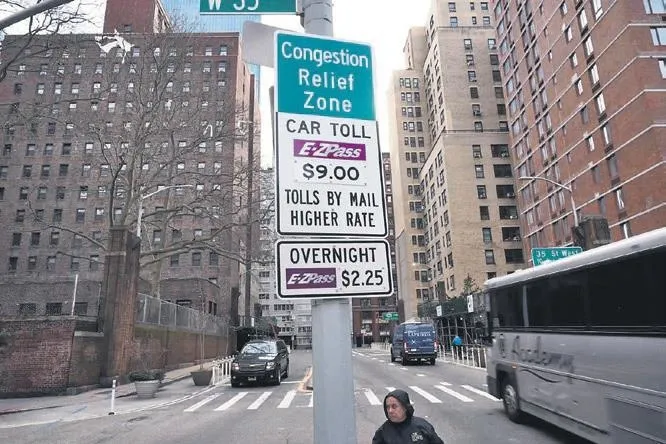 W 35
Congestion
Relief
Zone
CAR TOLL
E-ZPass
$9.00
TOLLS BY MAIL
HIGHER RATE
OVERNIGHT
E-ZPass $2.25
35 St West
Academy